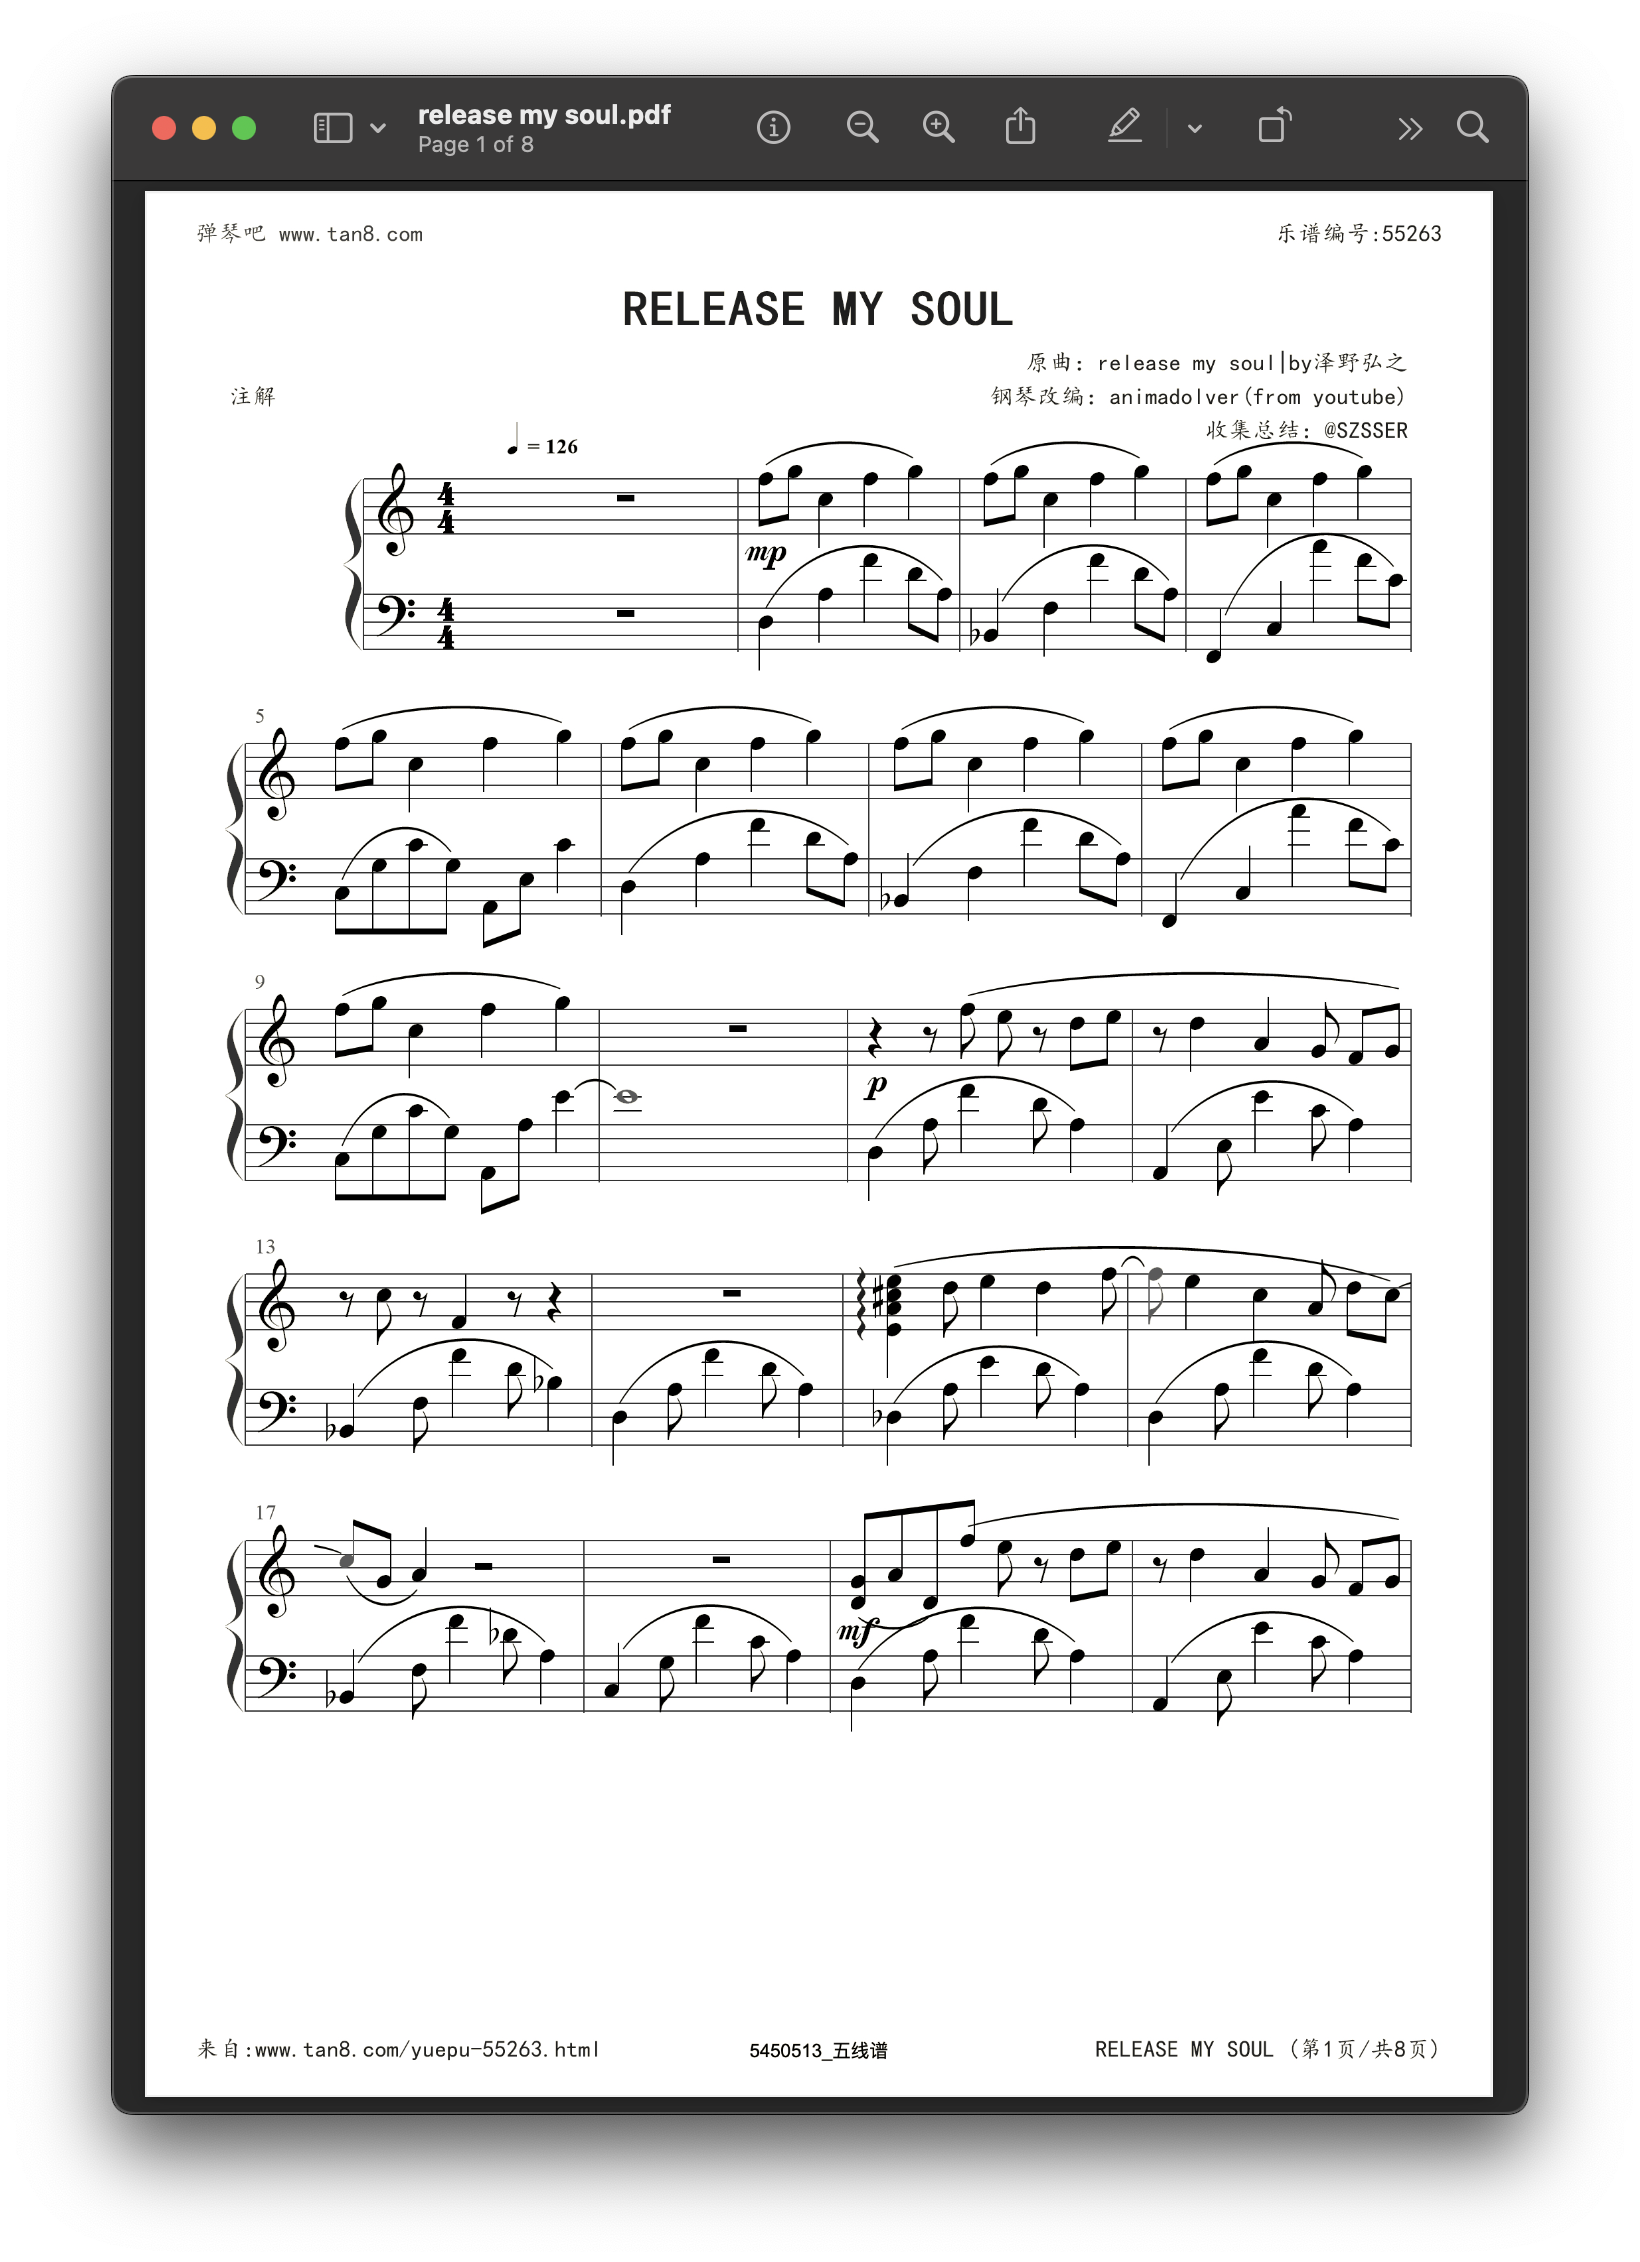 release my soul.pdf
Page 1 of 8
弹琴吧 www.tan8.com
乐谱编号:55263
RELEASE MY SOUL
原曲: release my soul|by泽野弘之
注解
钢琴改编: animadolver(from youtube)
收集总结: @SZSSER
= 126
4
4
mp
4
4
5
9
p
13
17
mf
来自:www.tan8.com/yuepu-55263.html
5450513_五线谱
RELEASE MY SOUL (第1页/共8页)